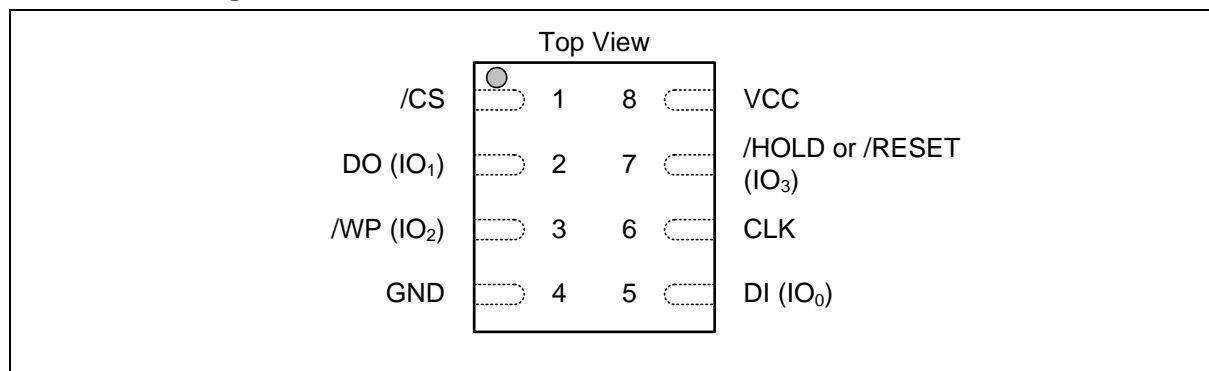 Top View
/CS 1 8 VCC
DO (IO₁) 2 7 /HOLD or /RESET
(IO₃)
/WP (IO₂) 3 6 CLK
GND 4 5 DI (IO₀)